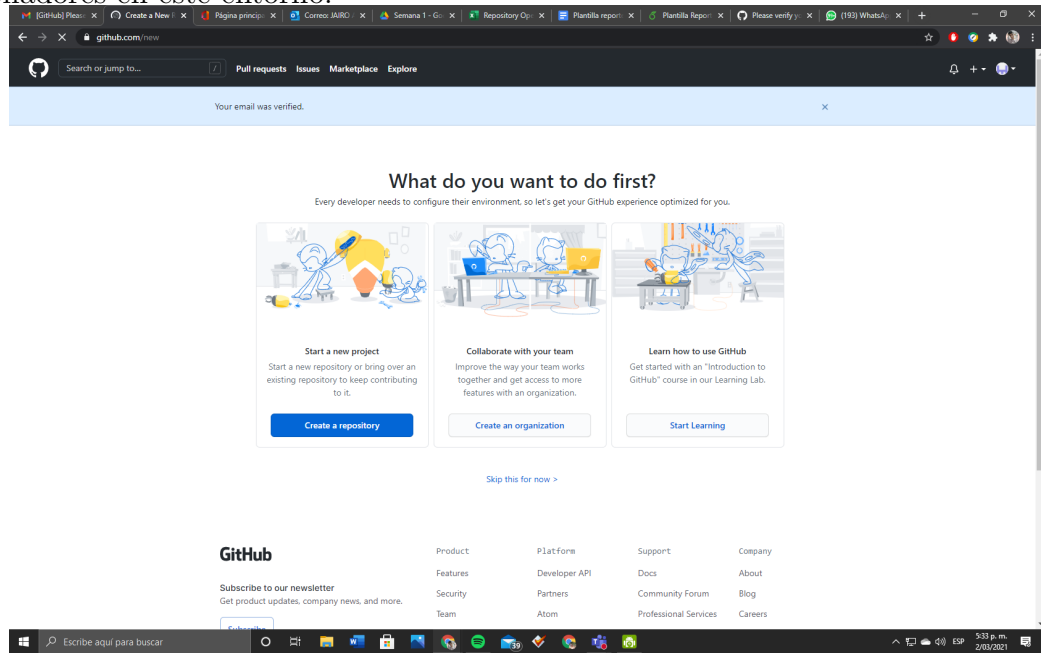 en este entorno.
[GitHub] Pleas
Create a New R
Página principa
Correo: JAIRO
Semana 1 - Go
Repository Op
Plantilla report
Plantilla Report
Please verify yo
(193) WhatsAp
github.com/new
Search or jump to...
/
Pull requests Issues Marketplace Explore
Your email was verified.
What do you want to do first?
Every developer needs to configure their environment, so let's get your GitHub experience optimized for you.
Start a new project
Start a new repository or bring over an
existing repository to keep contributing
to it.
Create a repository
Collaborate with your team
Improve the way your team works
together and get access to more
features with an organization.
Create an organization
Learn how to use GitHub
Get started with an "Introduction to
GitHub" course in our Learning Lab.
Start Learning
Skip this for now >
GitHub
Subscribe to our newsletter
Get product updates, company news, and more.
Subscribe
Product
Features
Security
Team
Platform
Developer API
Partners
Atom
Support
Docs
Community Forum
Professional Services
Company
About
Blog
Careers
Escribe aquí para buscar
39
ESP
5:33 p. m.
2/03/2021